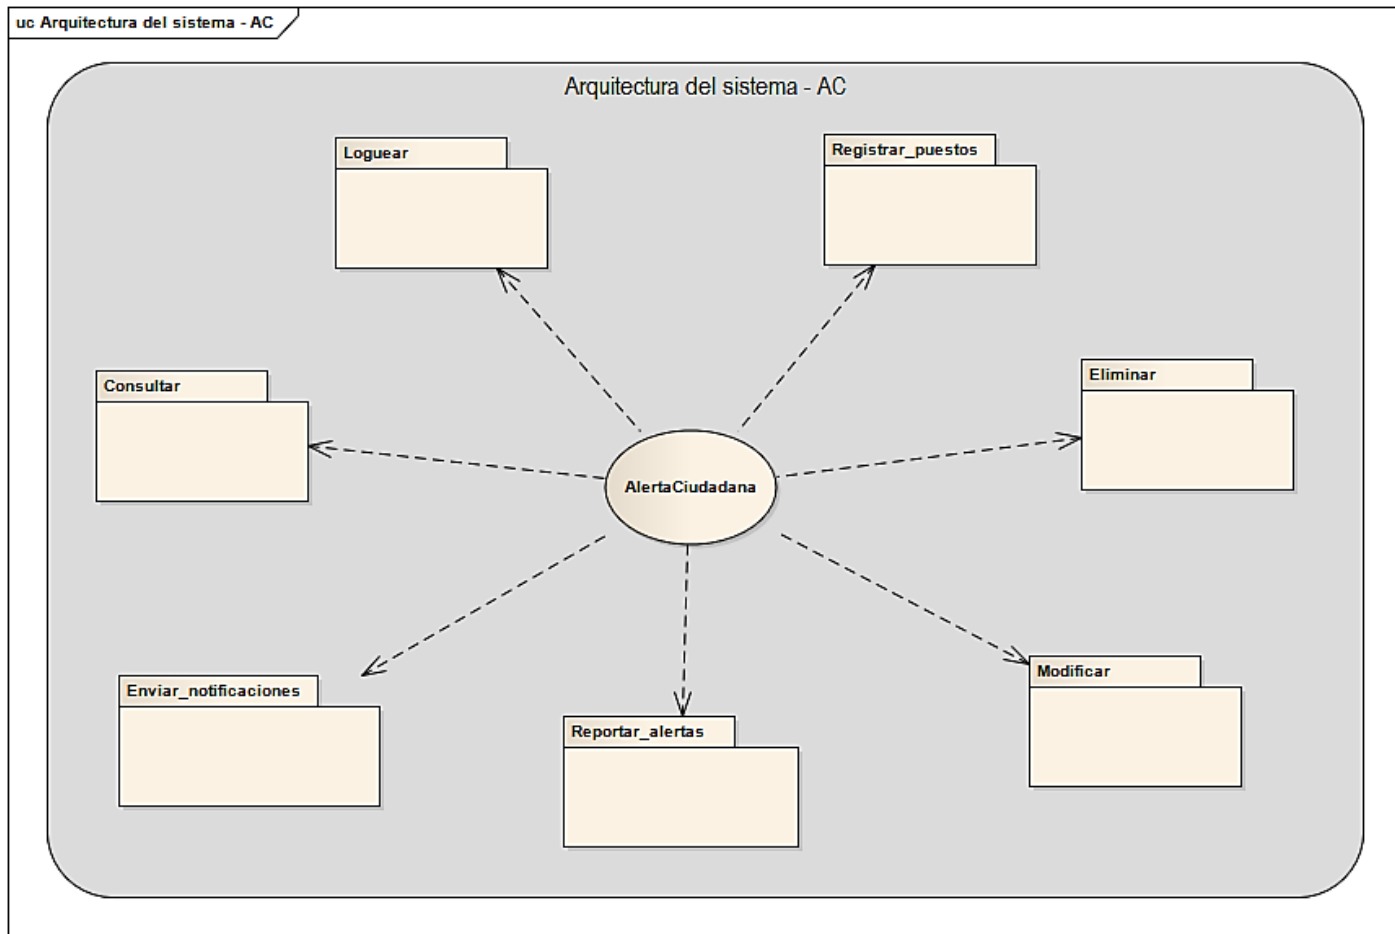 uc Arquitectura del sistema - AC
Arquitectura del sistema - AC
Loguear
Registrar_puestos
Consultar
Eliminar
AlertaCiudadana
Enviar_notificaciones
Reportar_alertas
Modificar